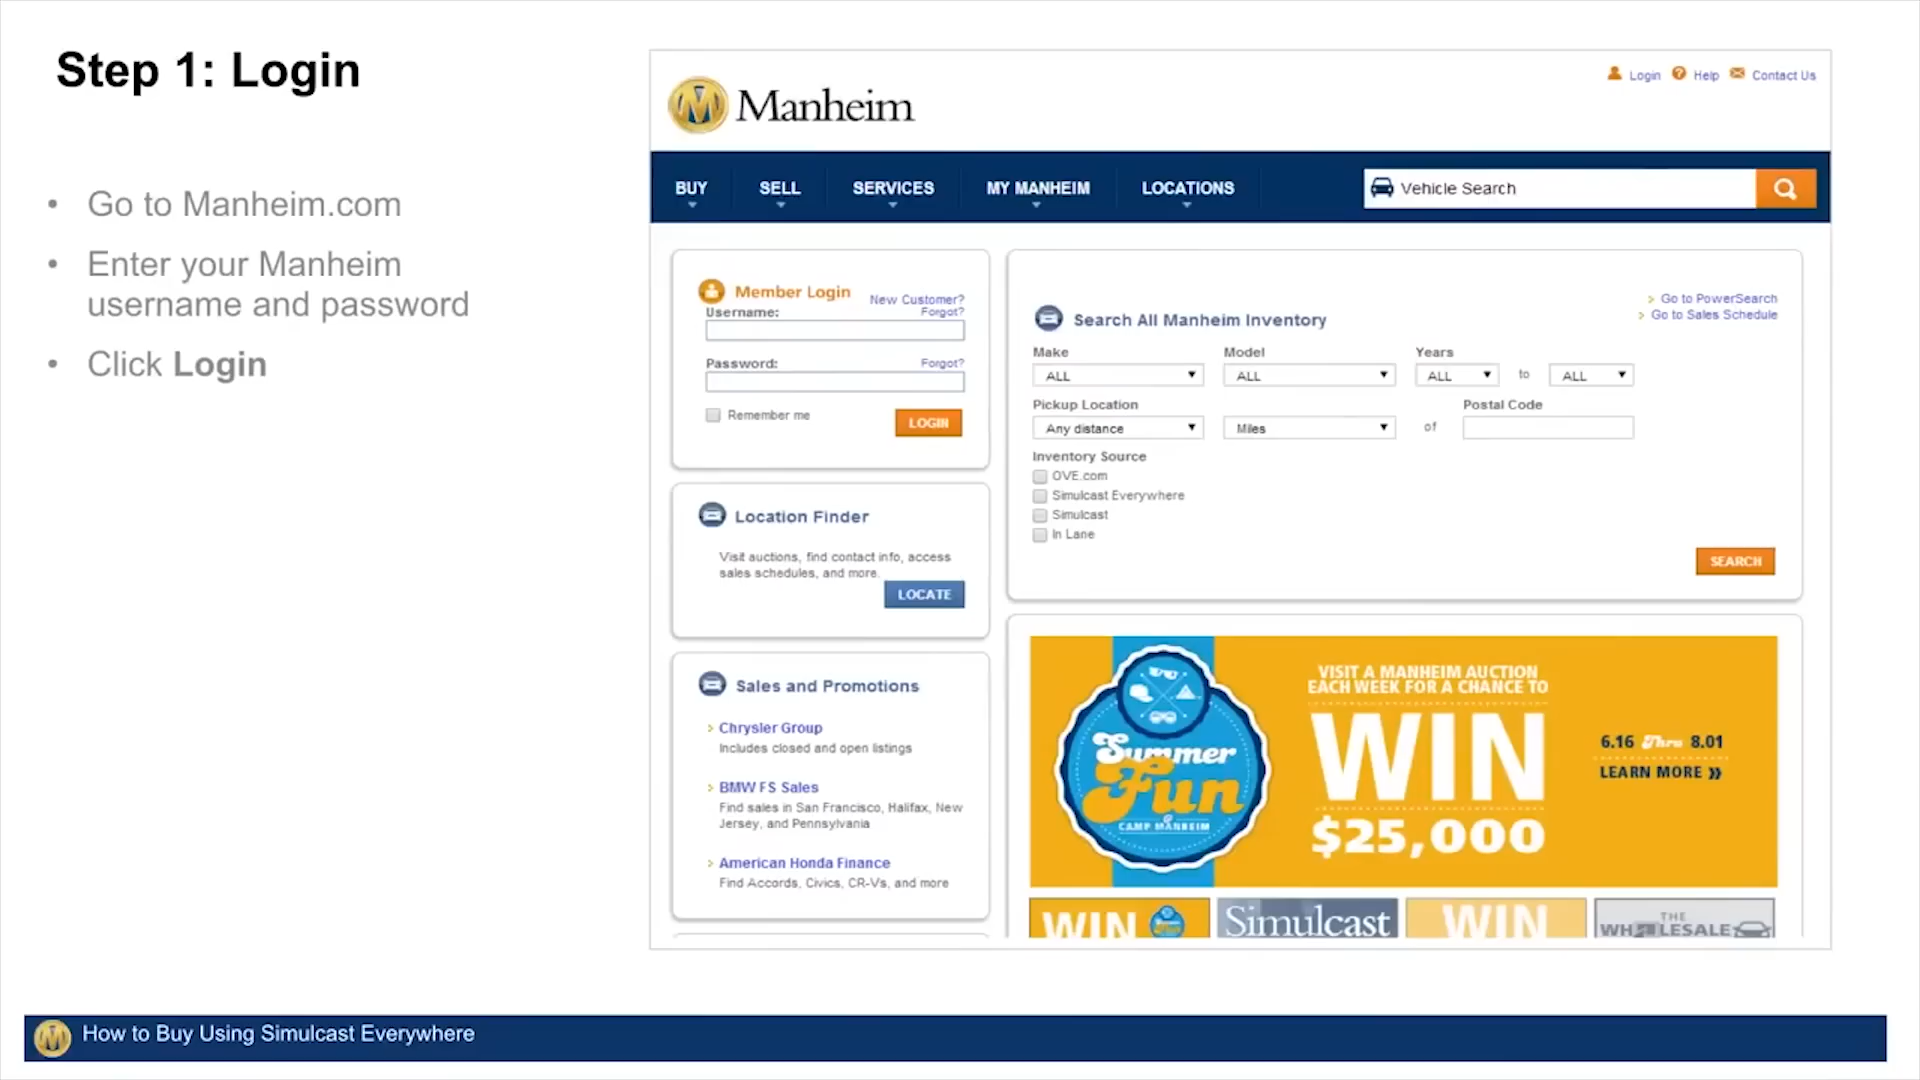 Step 1: Login
• Go to Manheim.com
• Enter your Manheim
username and password
• Click Login
Manheim
Login Help Contact Us
BUY SELL SERVICES MY MANHEIM LOCATIONS Vehicle Search
Member Login New Customer?
Username: Forgot?
Password: Forgot?
Remember me LOGIN
Location Finder
Visit auctions, find contact info, access
sales schedules, and more.
LOCATE
Sales and Promotions
Chrysler Group
Includes closed and open listings
BMW FS Sales
Find sales in San Francisco, Halifax, New
Jersey, and Pennsylvania
American Honda Finance
Find Accords, Civics, CR-Vs, and more
Go to PowerSearch
Go to Sales Schedule
Search All Manheim Inventory
Make Model Years
ALL ALL ALL to ALL
Pickup Location Postal Code
Any distance Miles of
Inventory Source
OVE.com
Simulcast Everywhere
Simulcast
In Lane
SEARCH
Summer
Fun
@
CAMP MANHEIM
VISIT A MANHEIM AUCTION
EACH WEEK FOR A CHANCE TO
WIN
$25,000
6.16 Thru 8.01
LEARN MORE »
WIN Simulcast WIN THE
WHOLESALE
How to Buy Using Simulcast Everywhere